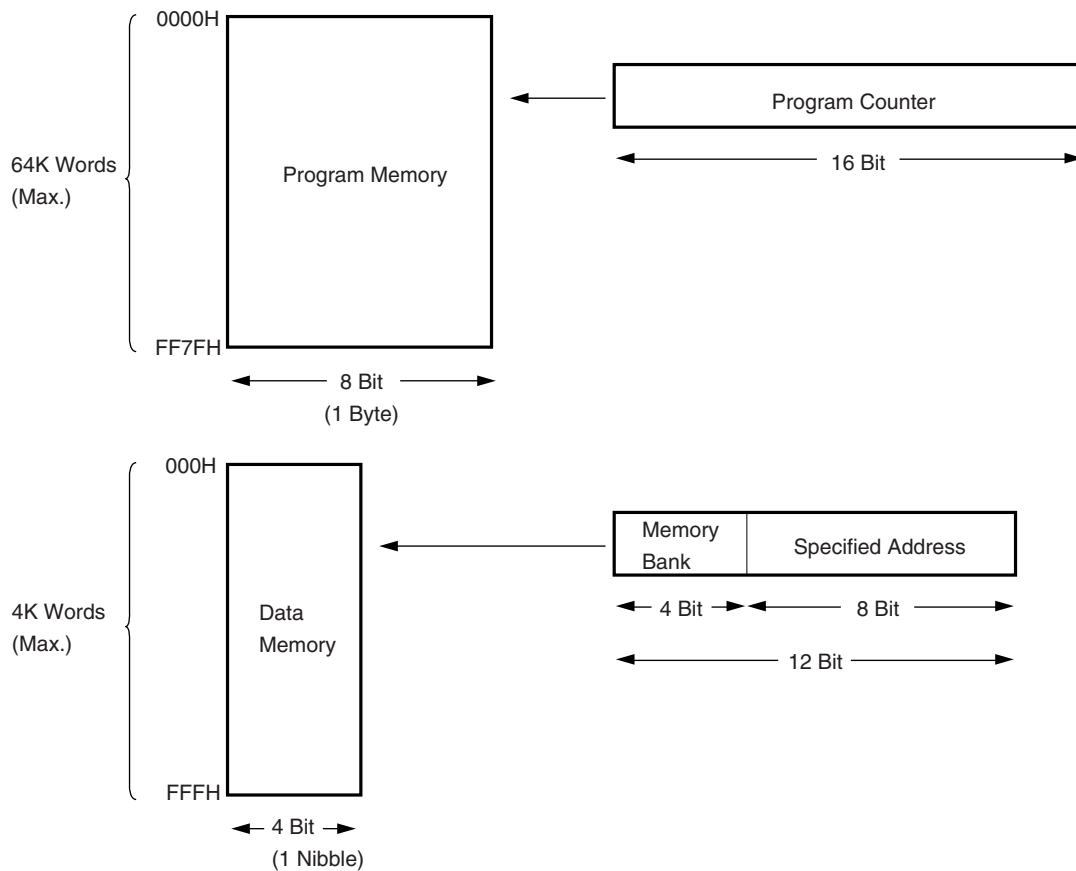 0000H
Program Counter
64K Words
(Max.)
Program Memory
16 Bit
FF7FH
8 Bit
(1 Byte)
000H
Memory
Bank
Specified Address
4K Words
(Max.)
Data
Memory
4 Bit
8 Bit
12 Bit
FFFH
4 Bit
(1 Nibble)